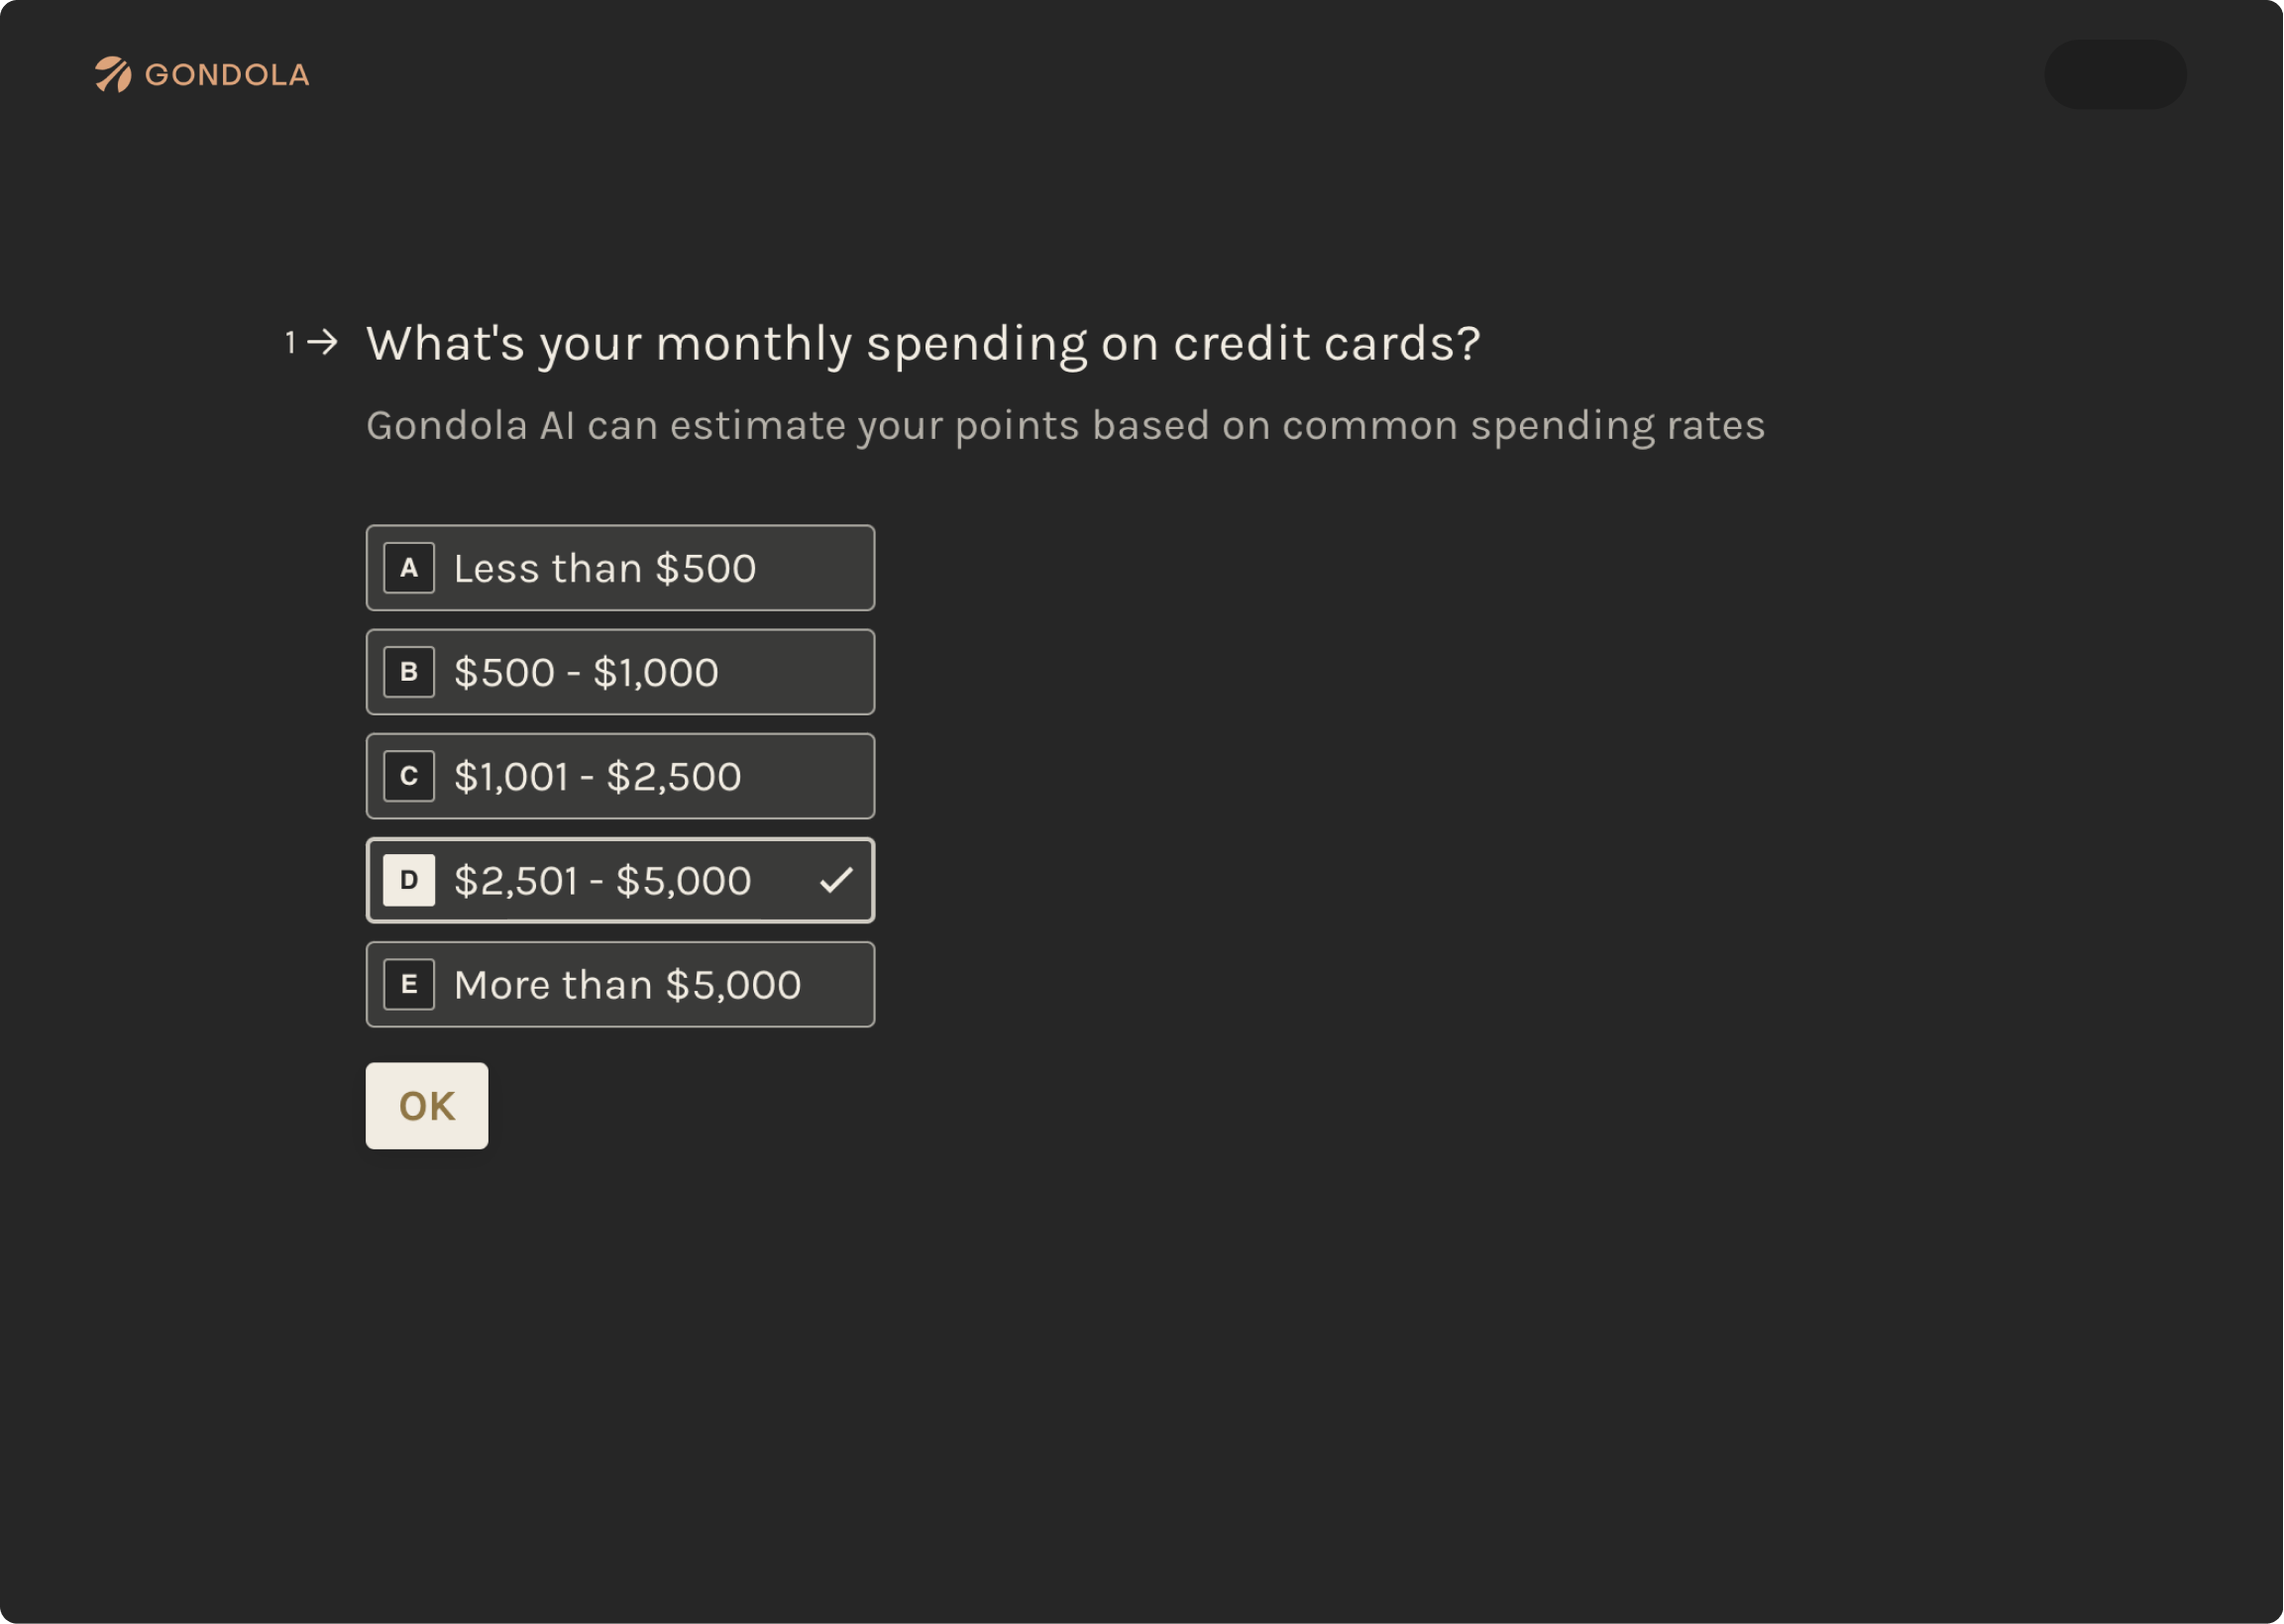 GONDOLA
1 → What's your monthly spending on credit cards?
Gondola AI can estimate your points based on common spending rates
A Less than $500
B $500 - $1,000
C $1,001 - $2,500
D $2,501 - $5,000
E More than $5,000
OK